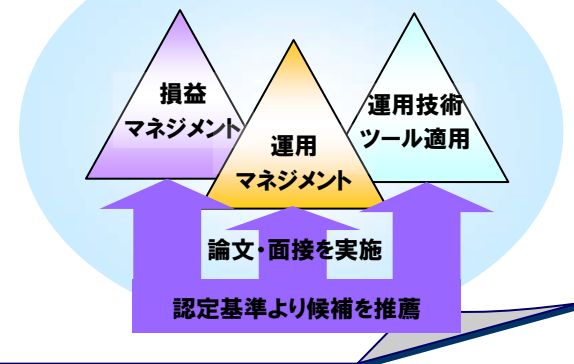 損益
マネジメント
運用
マネジメント
運用技術
ツール適用
論文・面接を実施
認定基準より候補を推薦